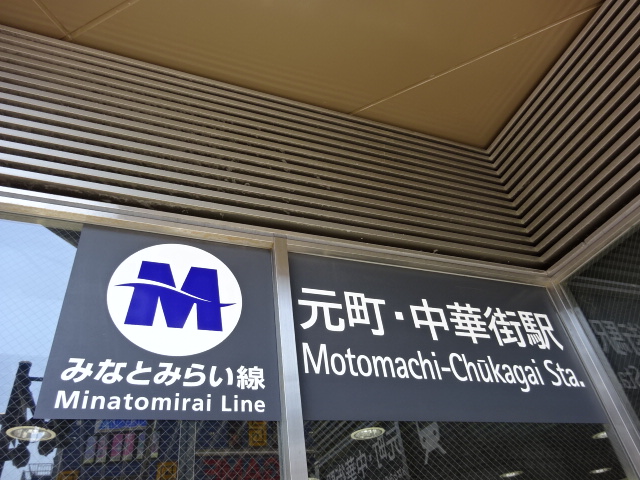 M
みなとみらい線
Minatomirai Line
元町・中華街駅
Motomachi-Chūkagai Sta.